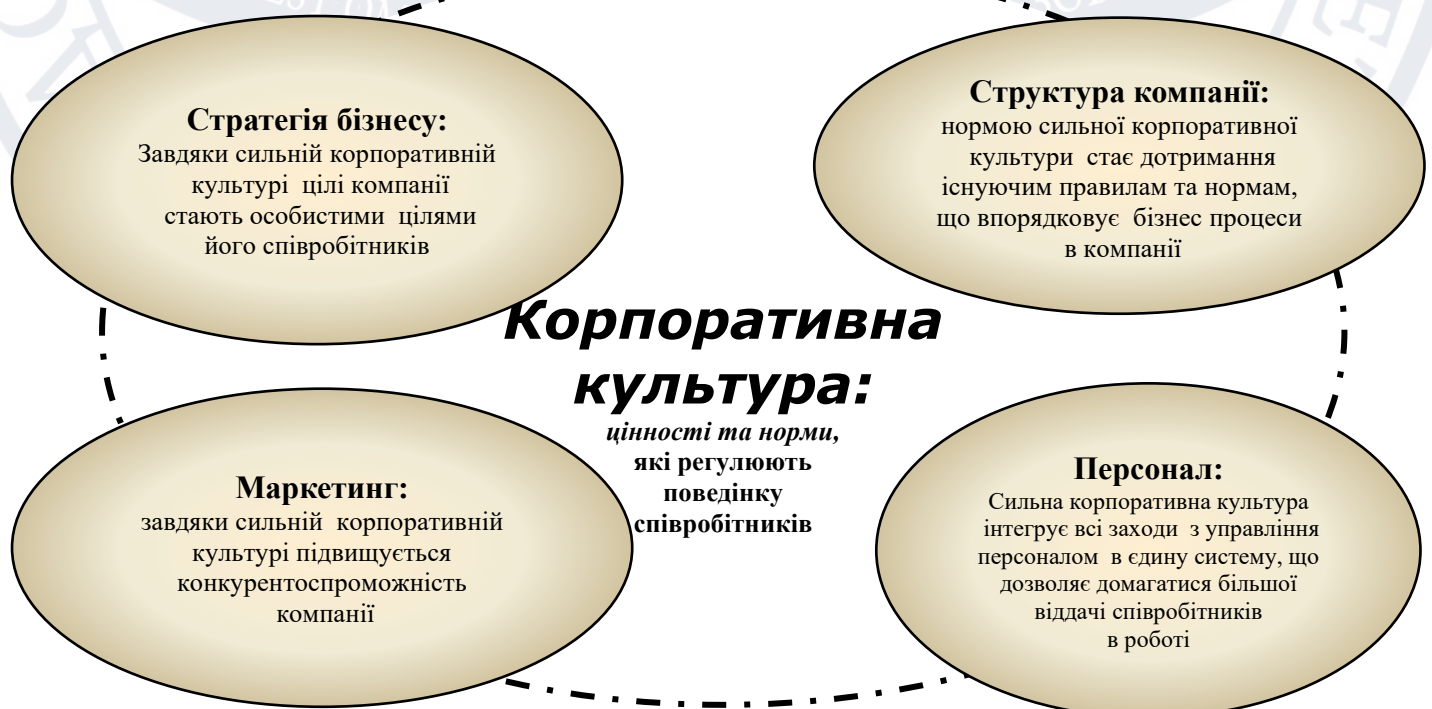 Стратегія бізнесу:
Завдяки сильній корпоративній
культурі цілі компанії
стають особистими цілями
його співробітників
Структура компанії:
нормою сильної корпоративної
культури стає дотримання
існуючим правилам та нормам,
що впорядковує бізнес процеси
в компанії
Корпоративна
культура:
цінності та норми,
які регулюють
поведінку
співробітників
Маркетинг:
завдяки сильній корпоративній
культурі підвищується
конкурентоспроможність
компанії
Персонал:
Сильна корпоративна культура
інтегрує всі заходи з управління
персоналом в єдину систему, що
дозволяє домагатися більшої
віддачі співробітників
в роботі